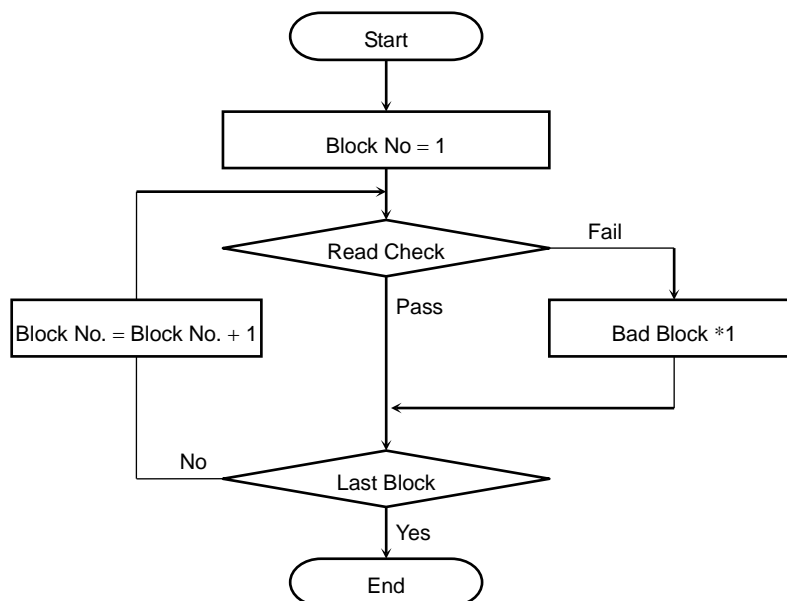 Start
Block No = 1
Read Check
Fail
Pass
Block No. = Block No. + 1
Bad Block *1
No
Last Block
Yes
End